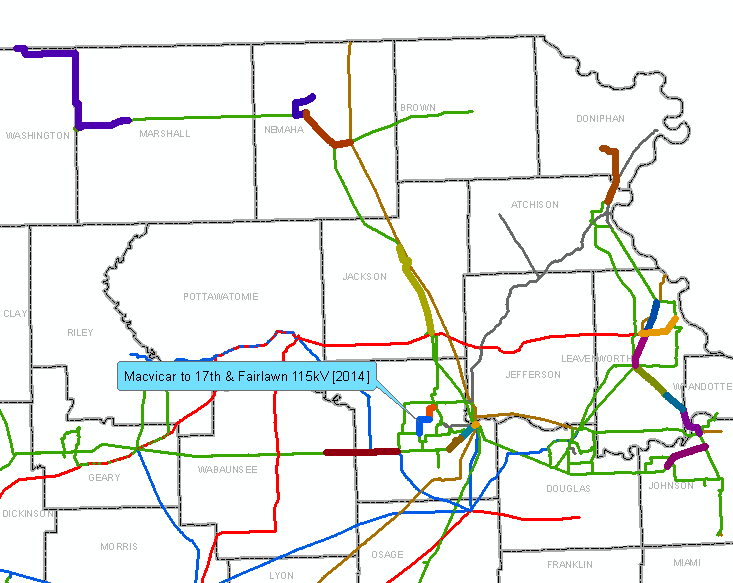 BROWN
DONIPHAN
WASHINGTON
MARSHALL
NEMAHA
ATCHISON
JACKSON
POTTAWATOMIE
CLAY
RILEY
LEAVENWORTH
JEFFERSON
Macvicar to 17th & Fairlawn 115kV [2014]
WYANDOTTE
WABAUNSEE
GEARY
DOUGLAS
JOHNSON
DICKINSON
MORRIS
OSAGE
FRANKLIN
MIAMI
LYON